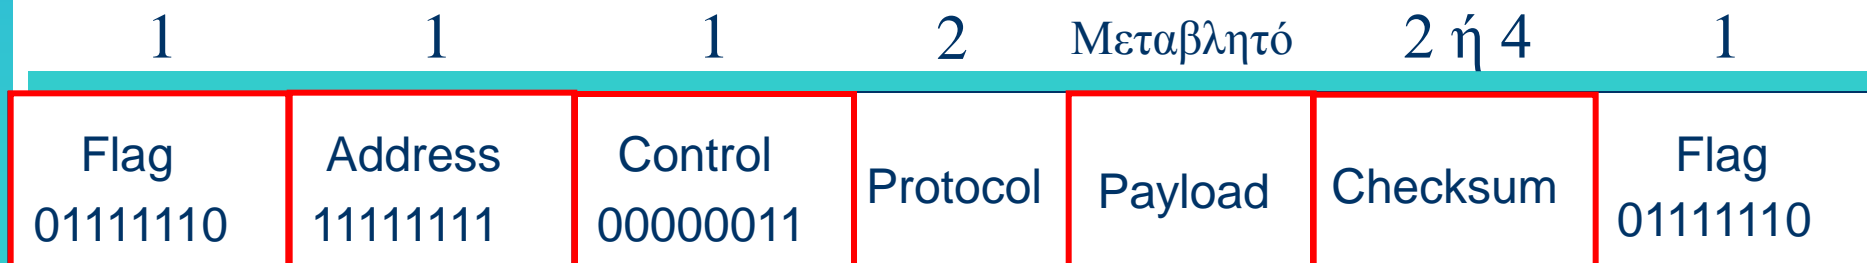 1 1 1 2 Μεταβλητό 2 ή 4 1
Flag Address Control Protocol Payload Checksum Flag
01111110 11111111 00000011 01111110